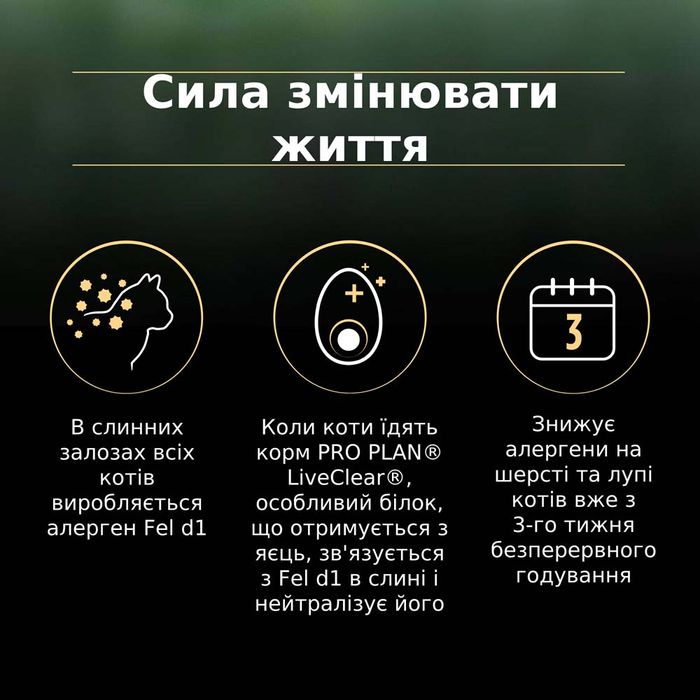 Сила змінювати
життя
3
В слинних
залозах всіх
котів
виробляється
алерген Fel d1
Коли коти їдять
корм PRO PLAN®
LiveClear®,
особливий білок,
що отримується з
яєць, зв'язується
з Fel d1 в слині і
нейтралізує його
Знижує
алергени на
шерсті та лупі
котів вже з
3-го тижня
безперервного
годування